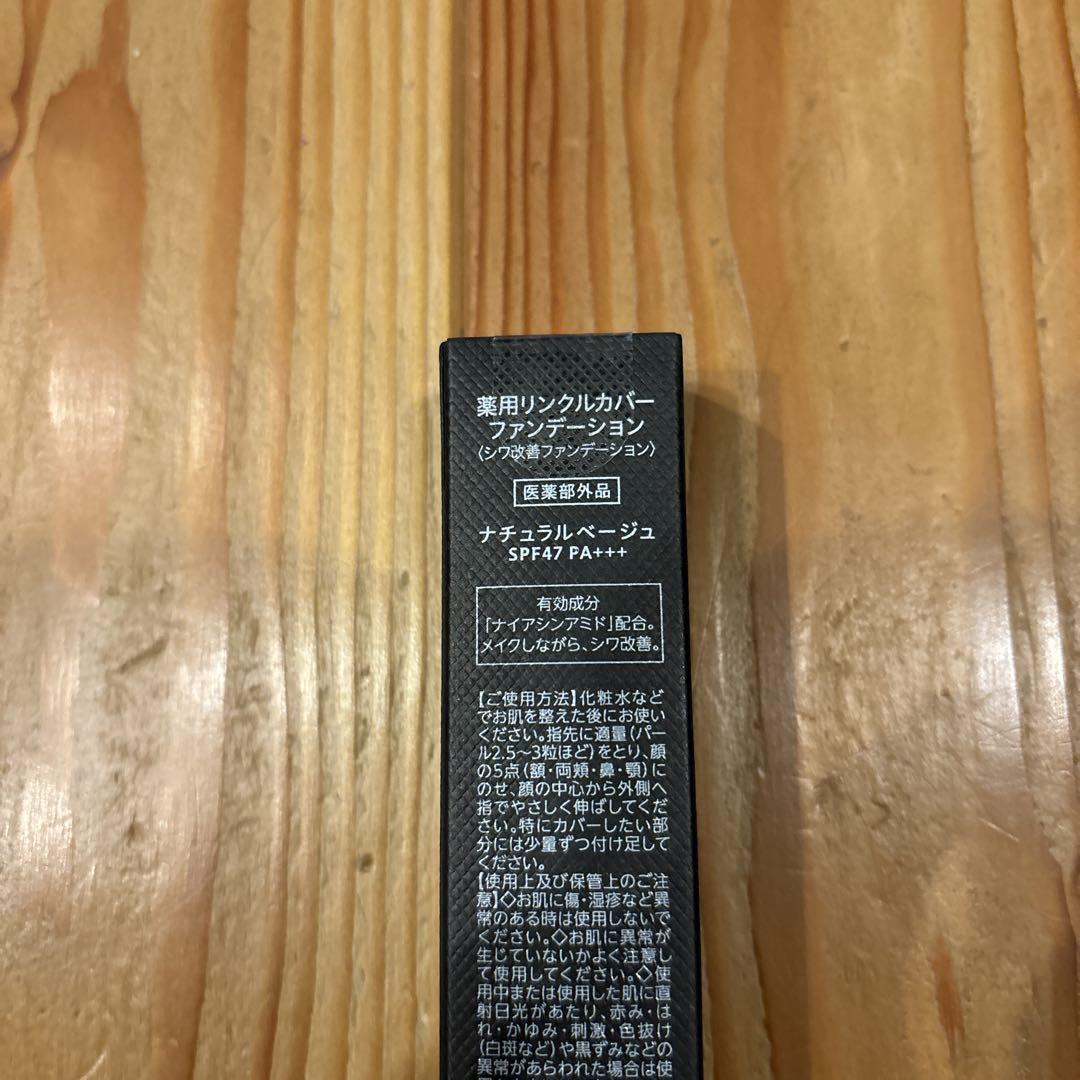 薬用リンクルカバー
ファンデーション
〈シワ改善ファンデーション〉
医薬部外品
ナチュラル ベージュ
SPF47 PA+++
有効成分
「ナイアシンアミド」配合。
メイクしながら、シワ改善。
【ご使用方法】化粧水など
でお肌を整えた後にお使い
ください。指先に適量(パー
ル2.5〜3粒ほど)をとり、顔
の5点(額・両頬・鼻・顎)に
のせ、顔の中心から外側へ
指でやさしく伸ばしてくだ
さい。特にカバーしたい部
分には少量ずつ付け足して
ください。
【使用上及び保管上のご注
意】◇お肌に傷・湿疹など異
常のある時は使用しないで
ください。◇お肌に異常が
生じていないかよく注意し
て使用してください。◇使
用中または使用した肌に直
射日光があたり、赤み・は
れ・かゆみ・刺激・色抜け
(白斑など)や黒ずみなどの
異常があらわれた場合は使